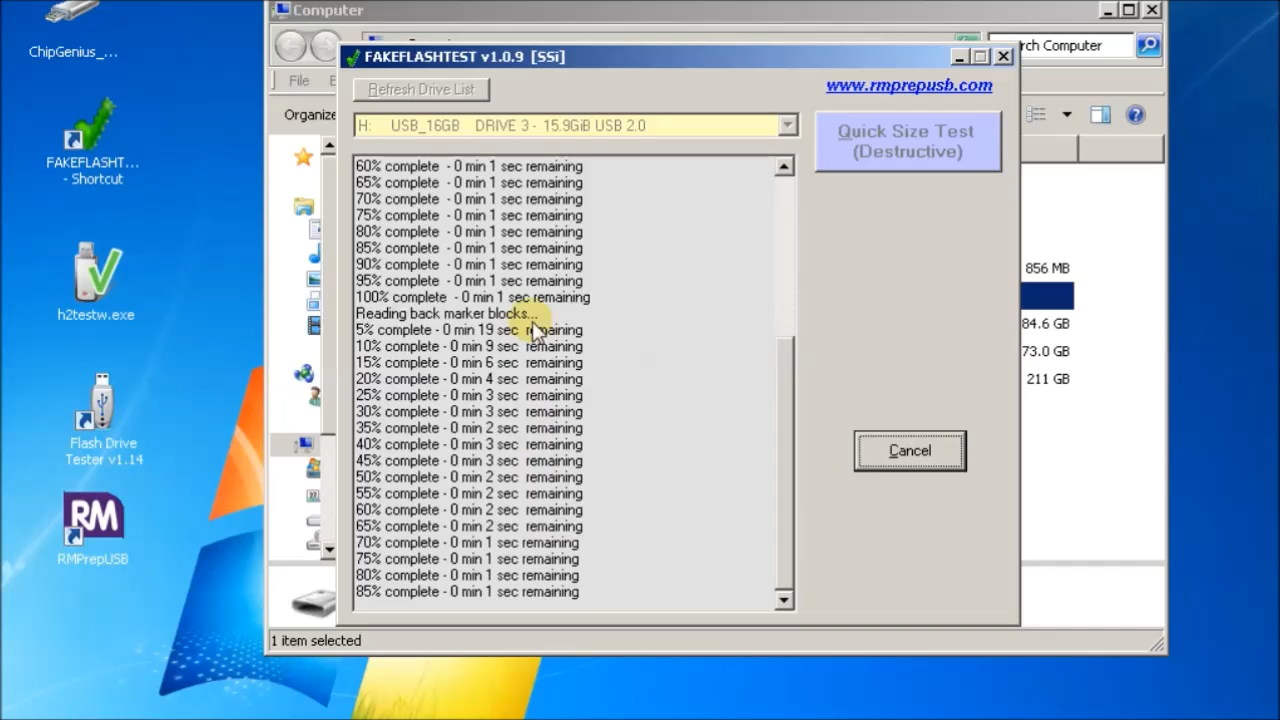 ChipGenius_...
FAKEFLASHT...
- Shortcut
h2testw.exe
Flash Drive
Tester v1.14
RM
RMPrepUSB
Computer
rch Computer
File
Organize
FAKEFLASHTEST v1.0.9 [SSi]
Refresh Drive List
www.rmprepusb.com
H: USB_16GB DRIVE 3 - 15.9GiB USB 2.0
Quick Size Test
(Destructive)
60% complete - 0 min 1 sec remaining
65% complete - 0 min 1 sec remaining
70% complete - 0 min 1 sec remaining
75% complete - 0 min 1 sec remaining
80% complete - 0 min 1 sec remaining
85% complete - 0 min 1 sec remaining
90% complete - 0 min 1 sec remaining
95% complete - 0 min 1 sec remaining
100% complete - 0 min 1 sec remaining
Reading back marker blocks...
5% complete - 0 min 19 sec remaining
10% complete - 0 min 9 sec remaining
15% complete - 0 min 6 sec remaining
20% complete - 0 min 4 sec remaining
25% complete - 0 min 3 sec remaining
30% complete - 0 min 3 sec remaining
35% complete - 0 min 2 sec remaining
40% complete - 0 min 3 sec remaining
45% complete - 0 min 3 sec remaining
50% complete - 0 min 2 sec remaining
55% complete - 0 min 2 sec remaining
60% complete - 0 min 2 sec remaining
65% complete - 0 min 2 sec remaining
70% complete - 0 min 1 sec remaining
75% complete - 0 min 1 sec remaining
80% complete - 0 min 1 sec remaining
85% complete - 0 min 1 sec remaining
Cancel
856 MB
84.6 GB
73.0 GB
211 GB
1 item selected